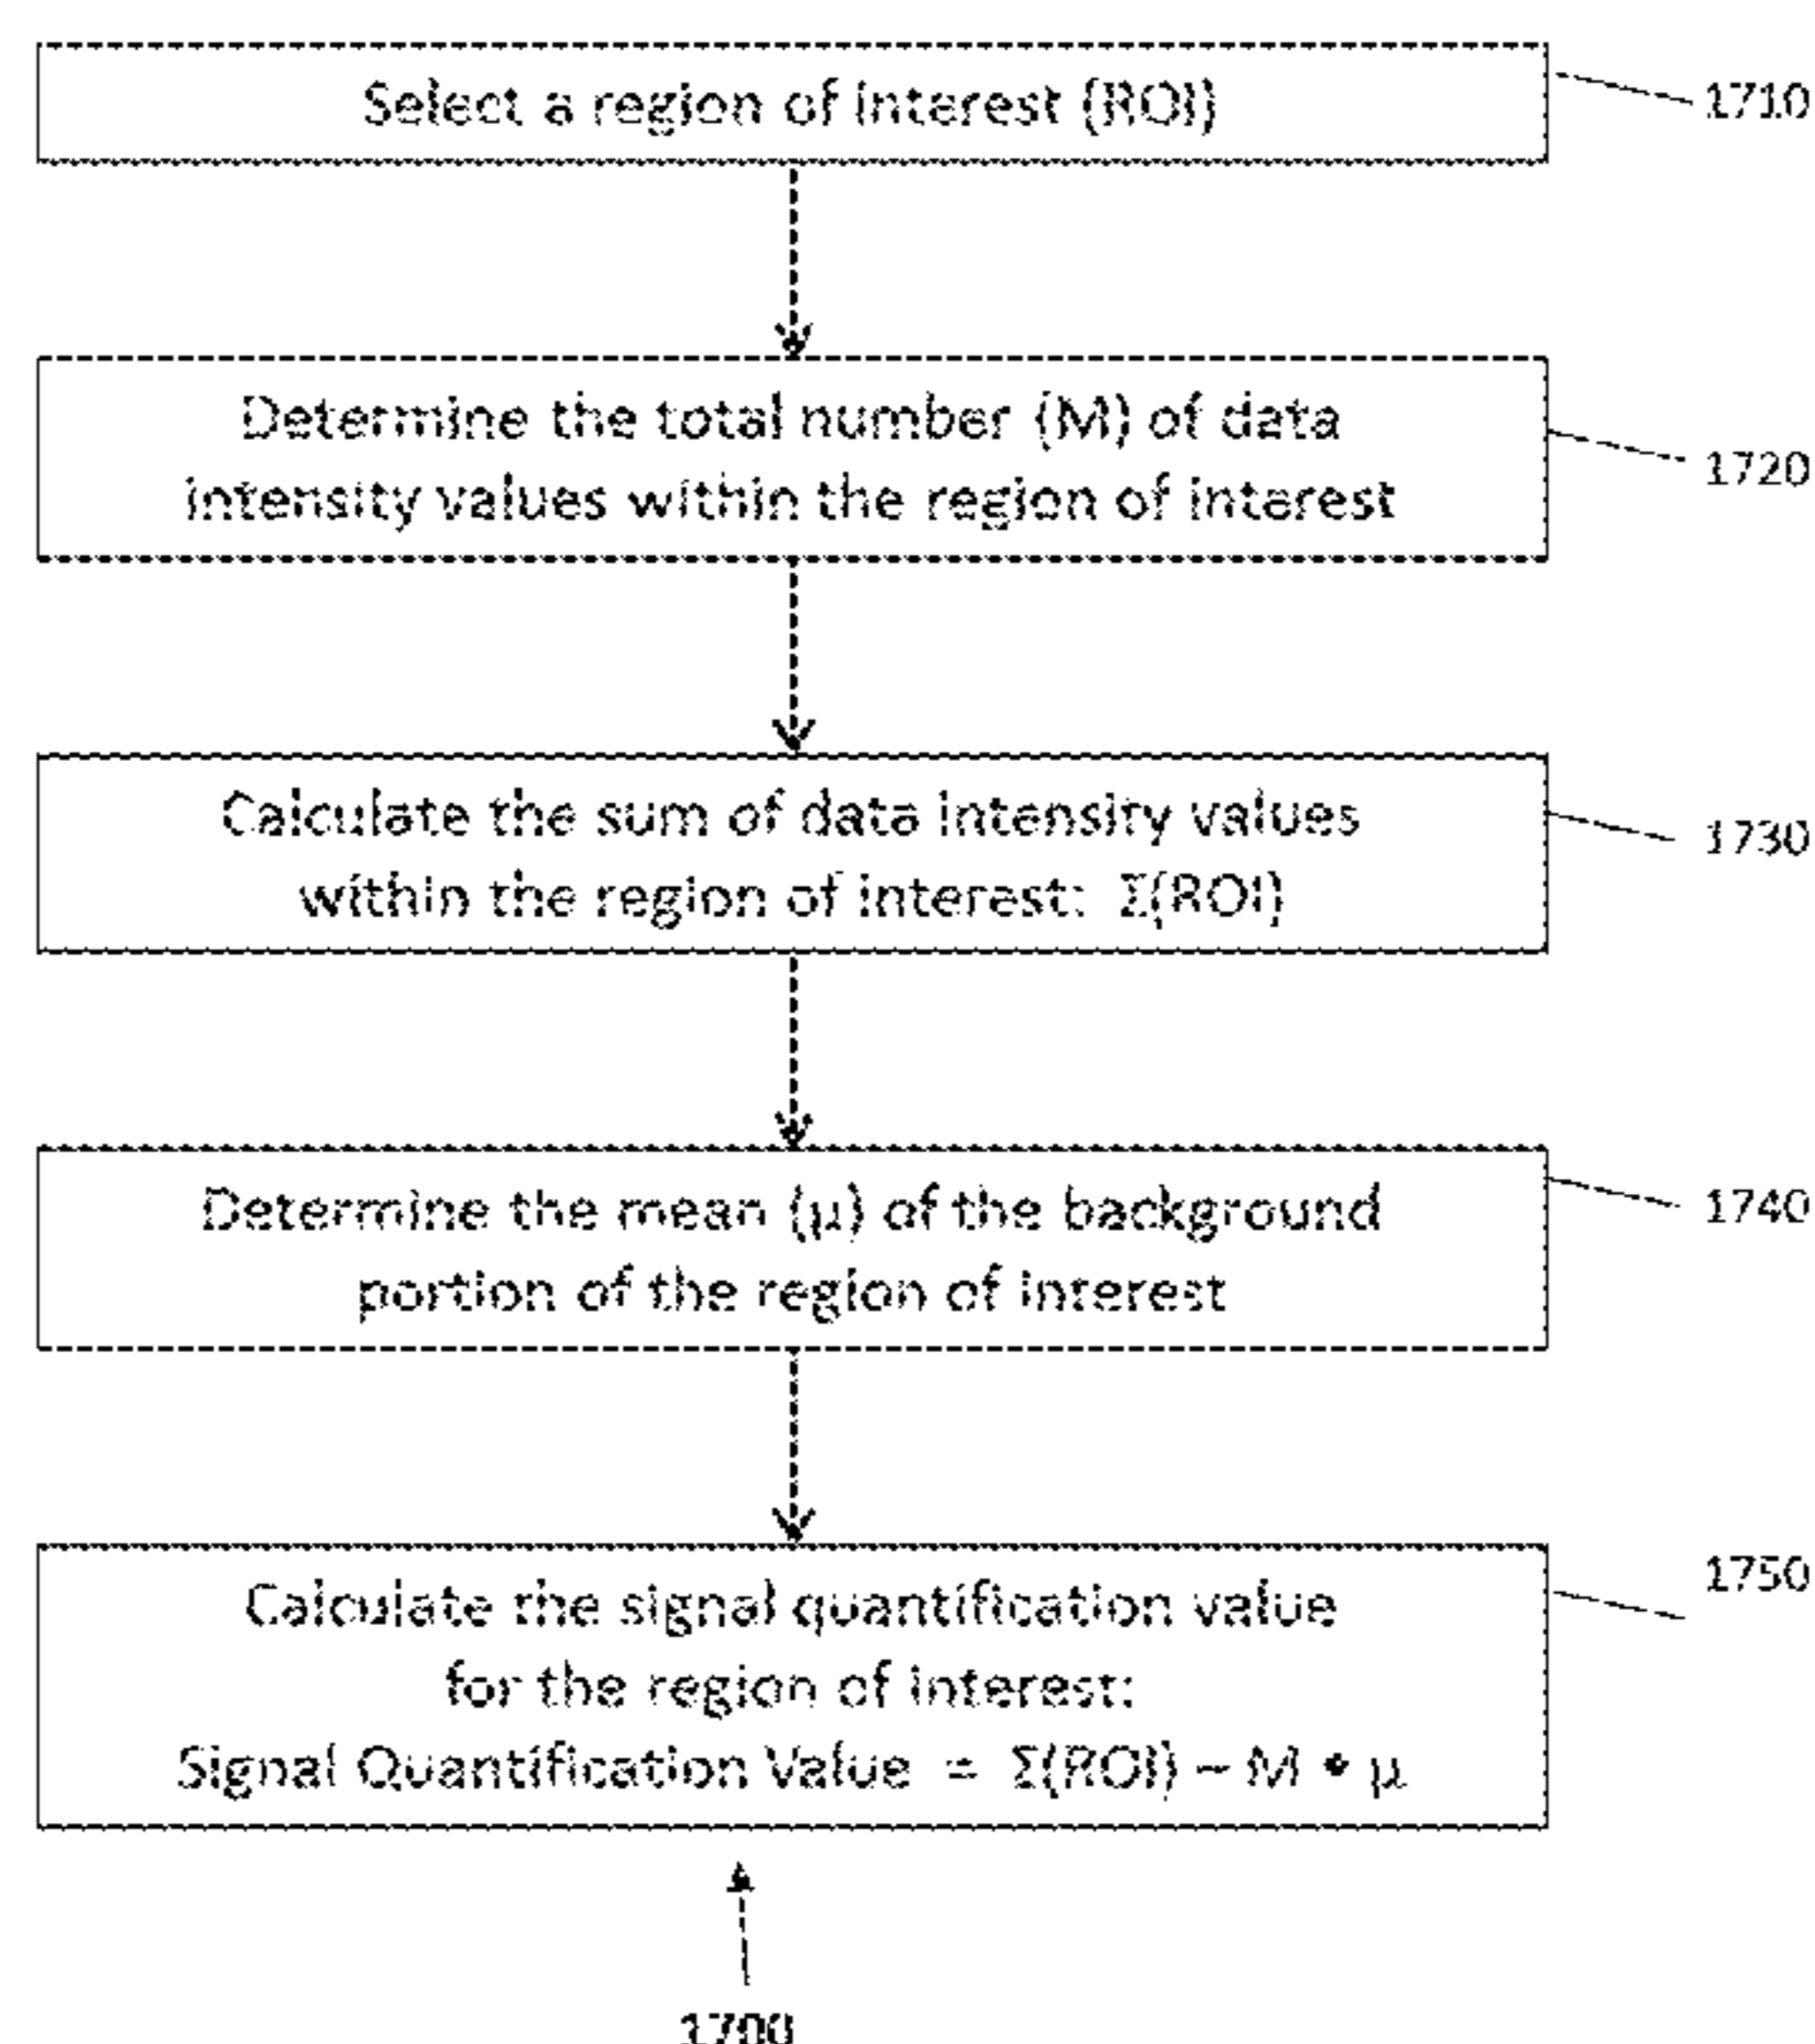 Select a region of interest (ROI)
1710
Determine the total number (M) of data
intensity values within the region of interest
1720
Calculate the sum of data intensity values
within the region of interest: Σ(ROI)
1730
Determine the mean (μ) of the background
portion of the region of interest
1740
Calculate the signal quantification value
for the region of interest:
Signal Quantification Value = Σ(ROI) – M • μ
1750
1700